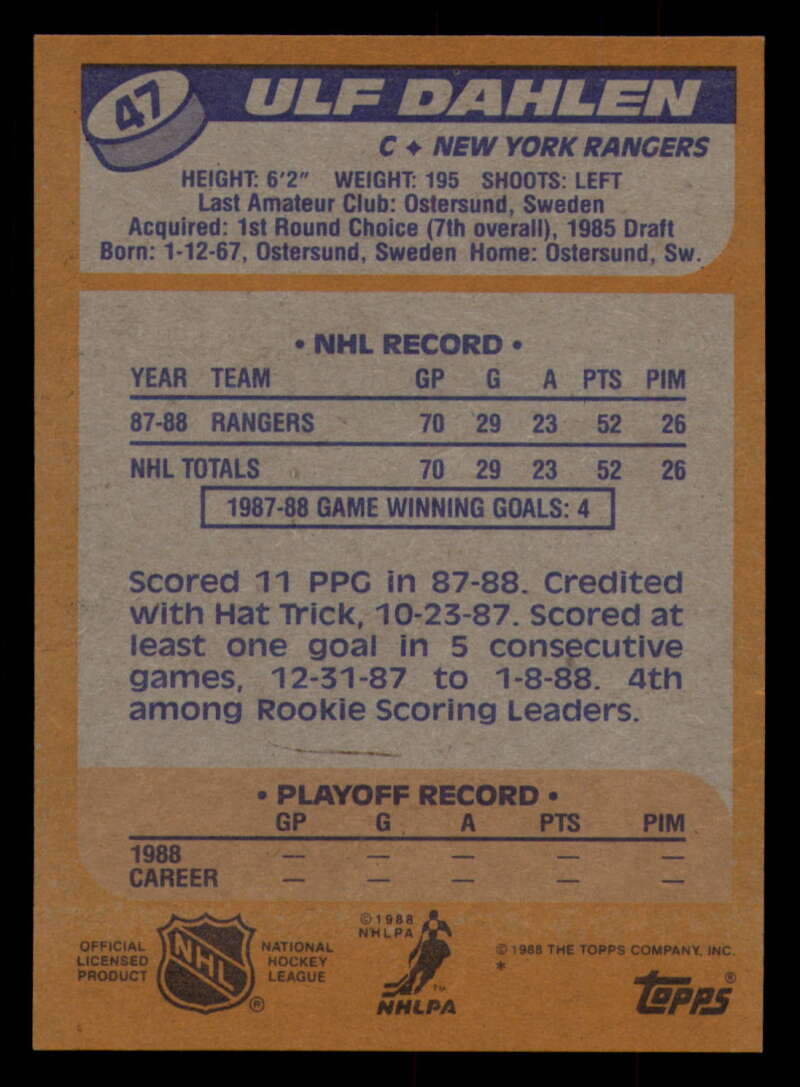 47
ULF DAHLEN
C ✦ NEW YORK RANGERS
HEIGHT: 6'2" WEIGHT: 195 SHOOTS: LEFT
Last Amateur Club: Ostersund, Sweden
Acquired: 1st Round Choice (7th overall), 1985 Draft
Born: 1-12-67, Ostersund, Sweden Home: Ostersund, Sw.
• NHL RECORD •
YEAR TEAM GP G A PTS PIM
87-88 RANGERS 70 29 23 52 26
NHL TOTALS 70 29 23 52 26
1987-88 GAME WINNING GOALS: 4
Scored 11 PPG in 87-88. Credited
with Hat Trick, 10-23-87. Scored at
least one goal in 5 consecutive
games, 12-31-87 to 1-8-88. 4th
among Rookie Scoring Leaders.
• PLAYOFF RECORD •
GP G A PTS PIM
1988 — — — — —
CAREER — — — — —
OFFICIAL
LICENSED
PRODUCT
NHL
®
NATIONAL
HOCKEY
LEAGUE
©1988
NHLPA
TM
NHLPA
© 1988 THE TOPPS COMPANY, INC.
*
topps®